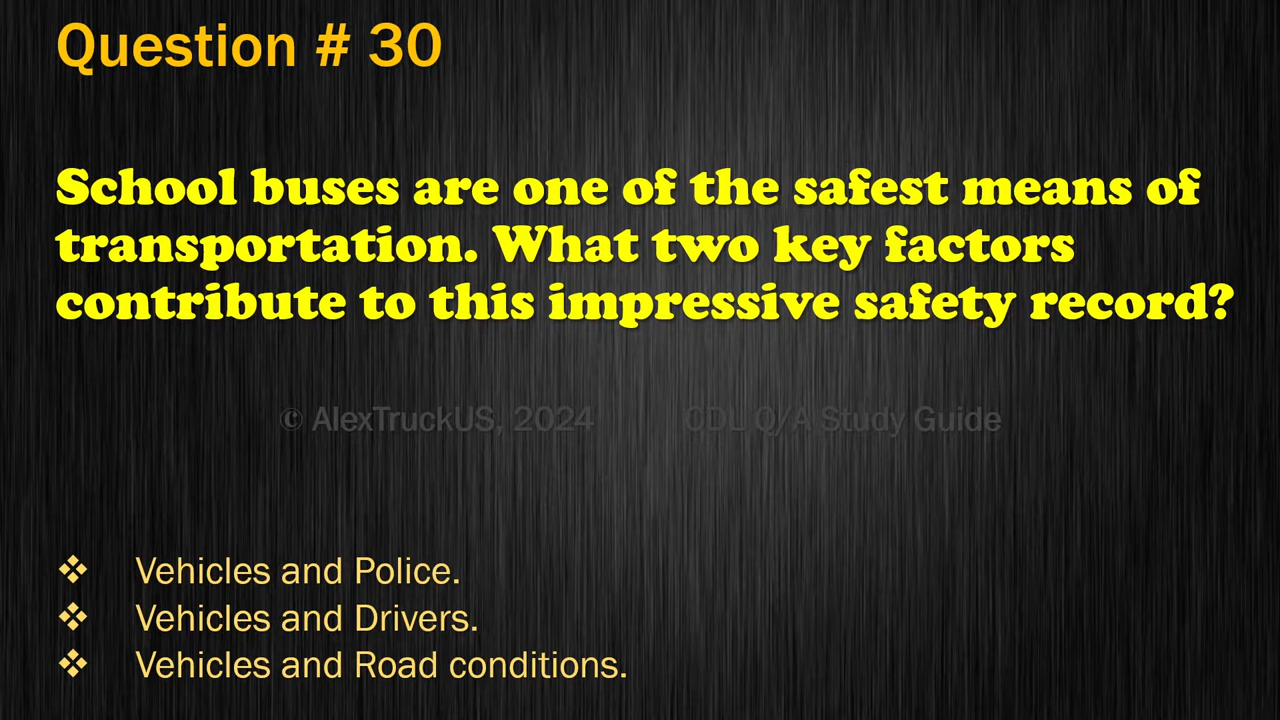 Question # 30
School buses are one of the safest means of
transportation. What two key factors
contribute to this impressive safety record?
© AlexTruckUS, 2024 CDL Q/A Study Guide
❖ Vehicles and Police.
❖ Vehicles and Drivers.
❖ Vehicles and Road conditions.